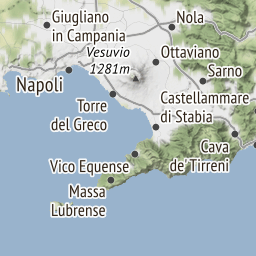 Giugliano
in Campania
Nola
Vesuvio
1281m
Ottaviano
Napoli
Sarno
Torre
del Greco
Castellammare
di Stabia
Cava
de' Tirreni
Vico Equense
Massa
Lubrense